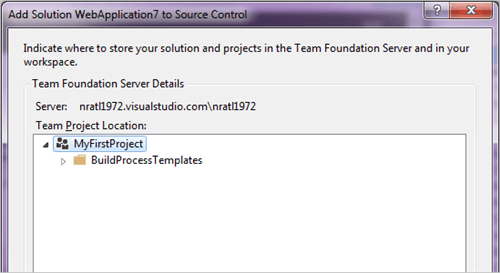 Add Solution WebApplication7 to Source Control
Indicate where to store your solution and projects in the Team Foundation Server and in your
workspace.
Team Foundation Server Details
Server: nratl1972.visualstudio.com\nratl1972
Team Project Location:
MyFirstProject
BuildProcessTemplates